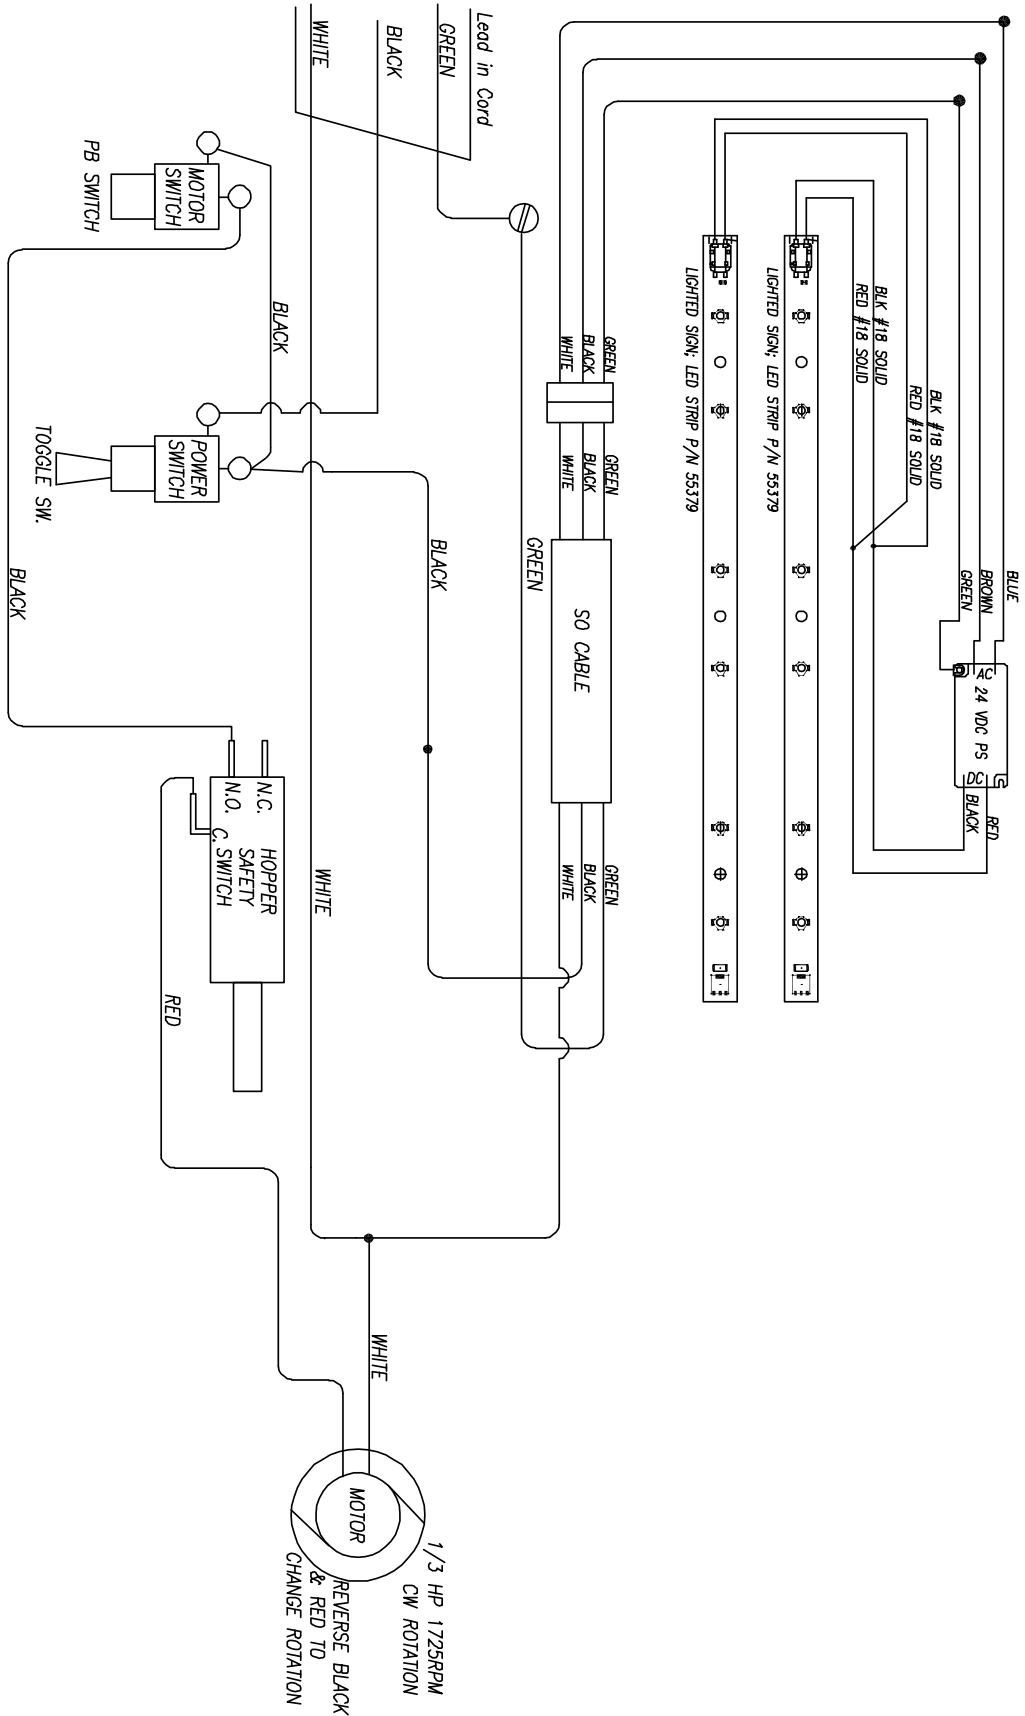 BLUE
BROWN
GREEN
AC
24 VDC PS
DC
RED
BLACK
BLK #18 SOLID
RED #18 SOLID
BLK #18 SOLID
RED #18 SOLID
LIGHTED SIGN; LED STRIP P/N 55379
LIGHTED SIGN; LED STRIP P/N 55379
GREEN
BLACK
WHITE
GREEN
BLACK
WHITE
SO CABLE
GREEN
BLACK
WHITE
Lead in Cord
GREEN
BLACK
WHITE
GREEN
BLACK
BLACK
MOTOR
SWITCH
PB SWITCH
POWER
SWITCH
TOGGLE SW.
BLACK
N.C.
N.O.
C.
HOPPER
SAFETY
SWITCH
WHITE
RED
WHITE
MOTOR
1/3 HP 1725RPM
CW ROTATION
REVERSE BLACK
& RED TO
CHANGE ROTATION